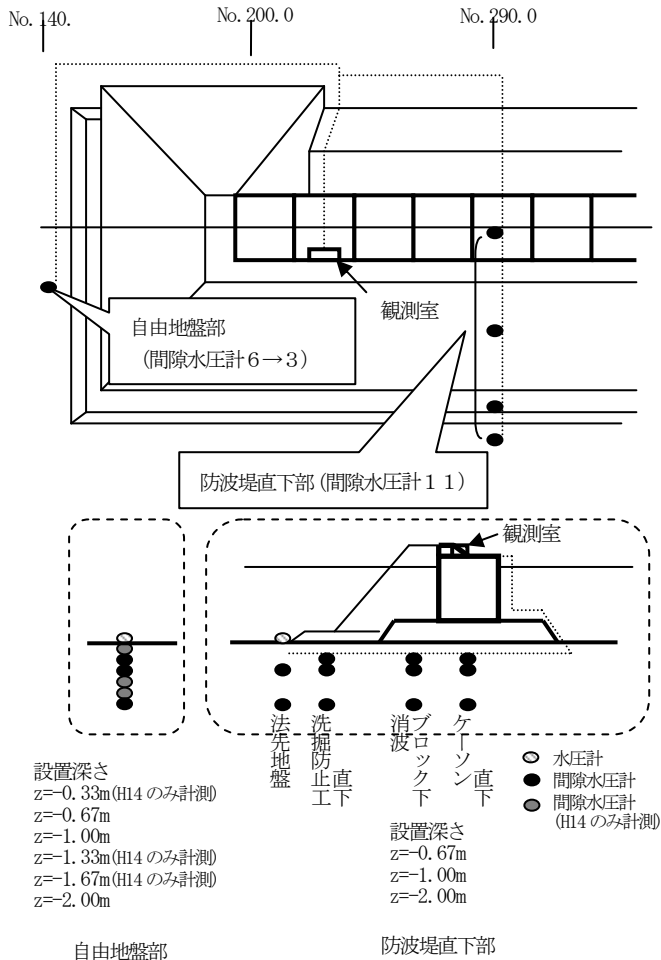 No.140.
No.200.0
No.290.0
観測室
自由地盤部
(間隙水圧計6→3)
防波堤直下部(間隙水圧計11)
観測室
法先地盤
洗掘防止工
直下
消波
ブロック下
ケーソン
直下
水圧計
間隙水圧計
間隙水圧計
(H14のみ計測)
設置深さ
z=-0.33m(H14のみ計測)
z=-0.67m
z=-1.00m
z=-1.33m(H14のみ計測)
z=-1.67m(H14のみ計測)
z=-2.00m
設置深さ
z=-0.67m
z=-1.00m
z=-2.00m
自由地盤部
防波堤直下部